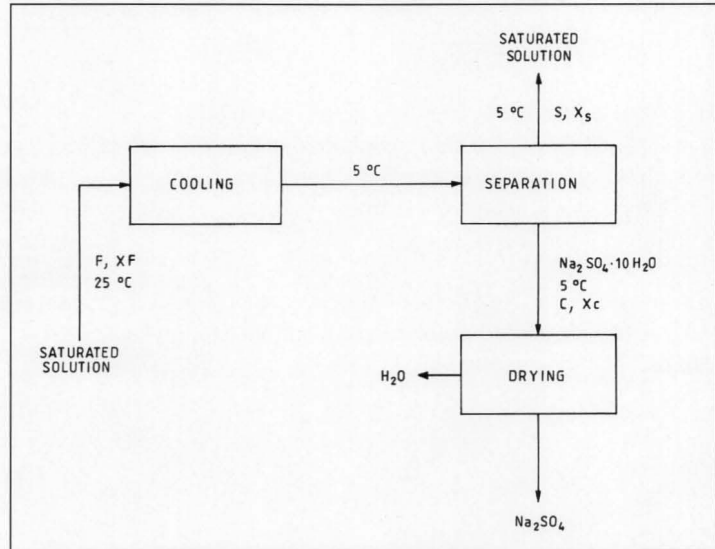 SATURATED
SOLUTION
5 °C S, Xs
COOLING
5 °C
SEPARATION
F, XF
25 °C
Na2SO4·10H2O
5 °C
C, Xc
SATURATED
SOLUTION
H2O
DRYING
Na2SO4